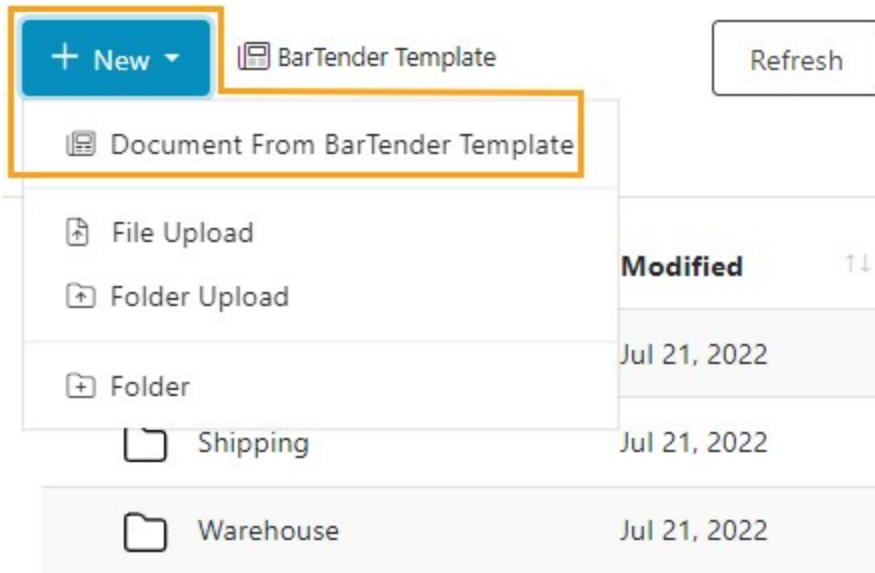 + New BarTender Template Refresh
Document From BarTender Template
File Upload
Modified
Folder Upload
Jul 21, 2022
Folder
Shipping Jul 21, 2022
Warehouse Jul 21, 2022